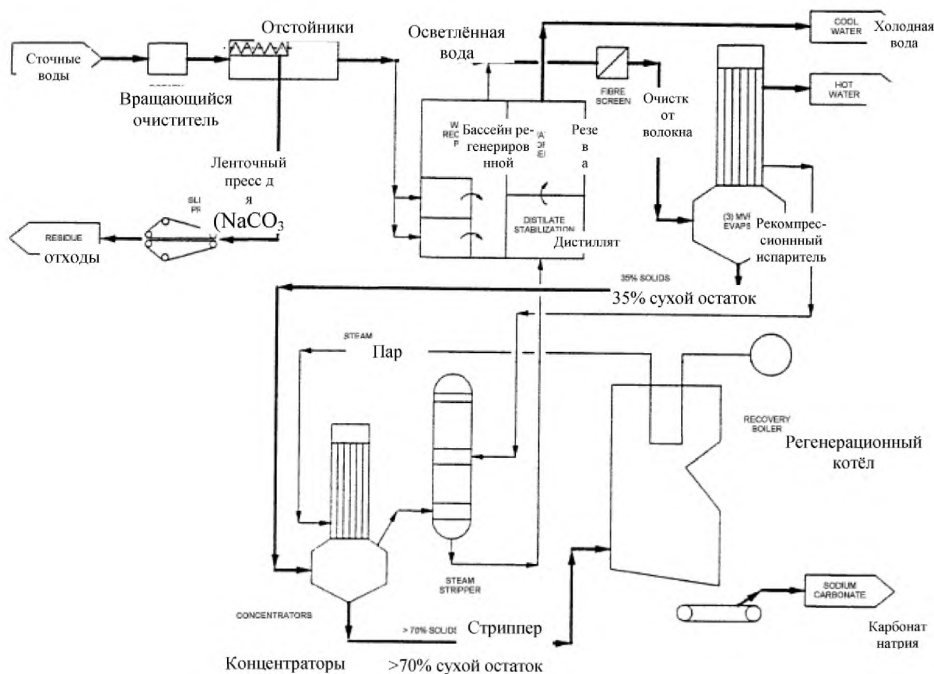 Сточные
воды
Вращающийся
очиститель
Отстойники
Осветлённая
вода
FIBRE
SCREEN
Очистк
от
волокна
COOL
WATER
Холодная
вода
HOT
WATER
Бассейн ре-
генериров
нной
Резе
в
а
DISTILATE
STABILIZATION
Дистиллят
(3) MV
EVAPS
Рекомпрес-
сионнный
испаритель
Ленточный
пресс д
я
(NaCO3
RESIDUE
отходы
35% SOLIDS
35% сухой остаток
STEAM
Пар
RECOVERY
BOILER
Регенерационный
котёл
STEAM
STRIPPER
Стриппер
CONCENTRATORS
Концентраторы
> 70% SOLIDS
>70% сухой остаток
SODIUM
CARBONATE
Карбонат
натрия